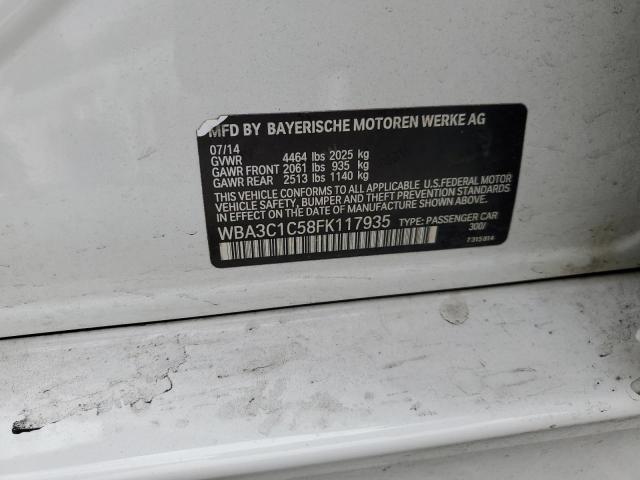 MFD BY BAYERISCHE MOTOREN WERKE AG
07/14
GVWR 4464 lbs 2025 kg
GAWR FRONT 2061 lbs 935 kg
GAWR REAR 2513 lbs 1140 kg
THIS VEHICLE CONFORMS TO ALL APPLICABLE U.S.FEDERAL MOTOR
VEHICLE SAFETY, BUMPER, AND THEFT PREVENTION STANDARDS
IN EFFECT ON THE DATE OF MANUFACTURE SHOWN ABOVE.
WBA3C1C58FK117935 TYPE: PASSENGER CAR
300/
7315814